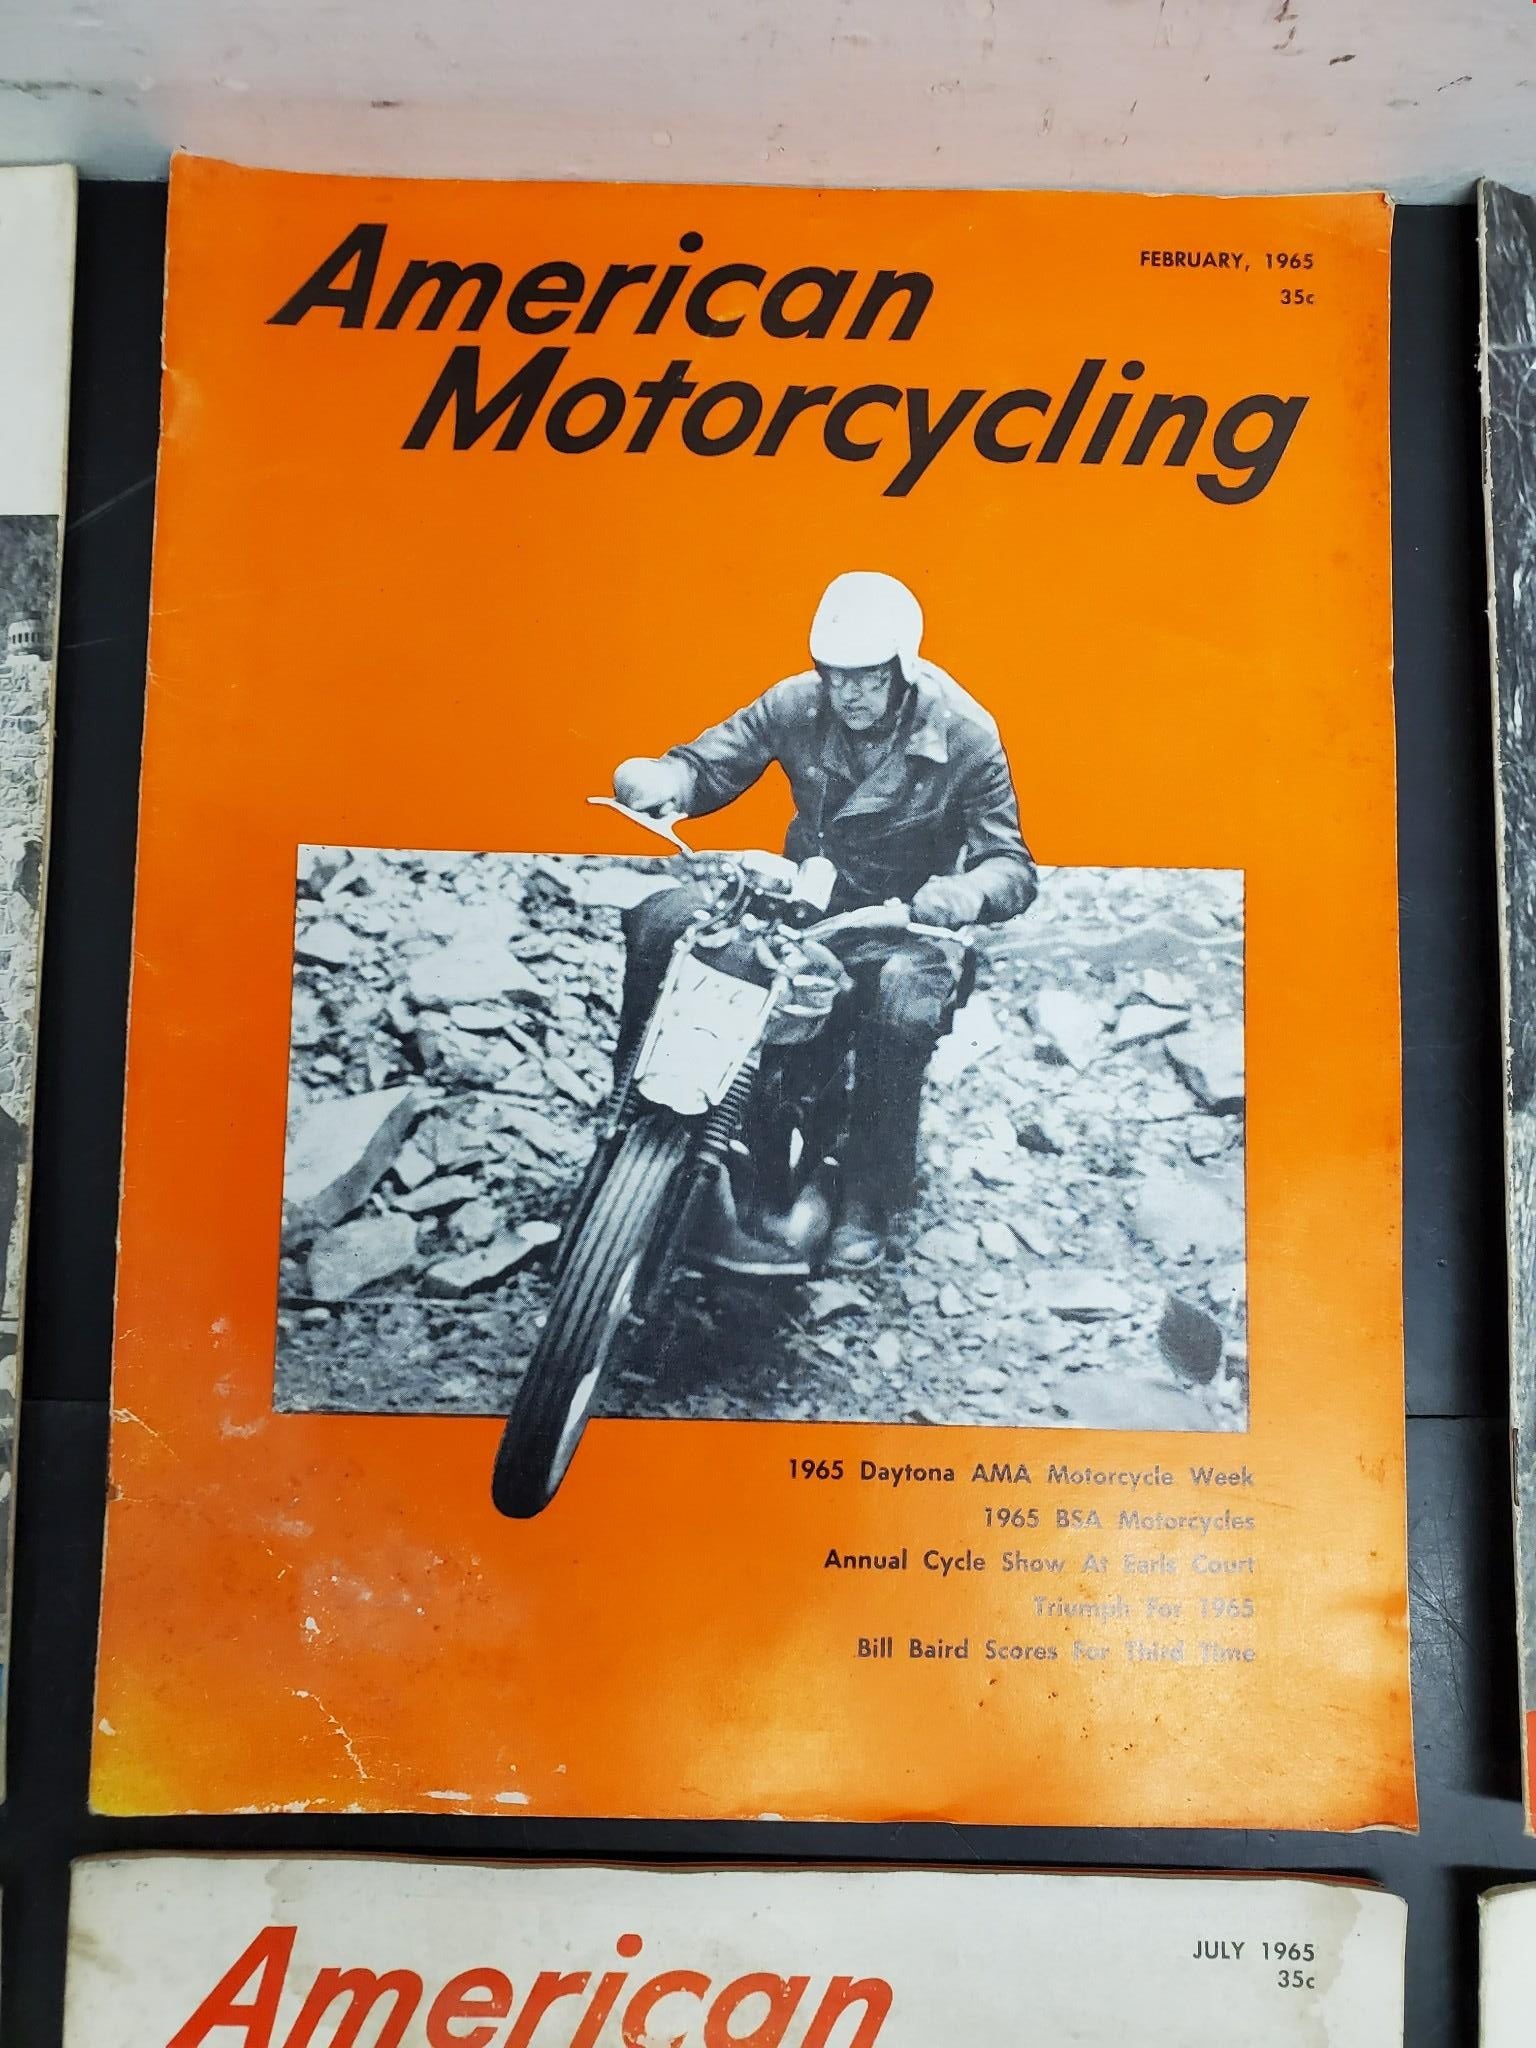 American
Motorcycling
FEBRUARY, 1965
35c
1965 Daytona AMA Motorcycle Week
1965 BSA Motorcycles
Annual Cycle Show At Earls Court
Triumph For 1965
Bill Baird Scores For Third Time
American
JULY 1965
35c